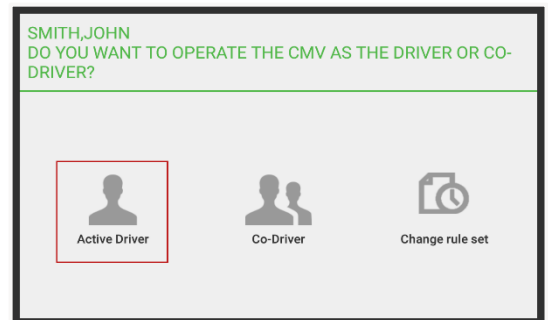 SMITH,JOHN
DO YOU WANT TO OPERATE THE CMV AS THE DRIVER OR CO-
DRIVER?
Active Driver
Co-Driver
Change rule set